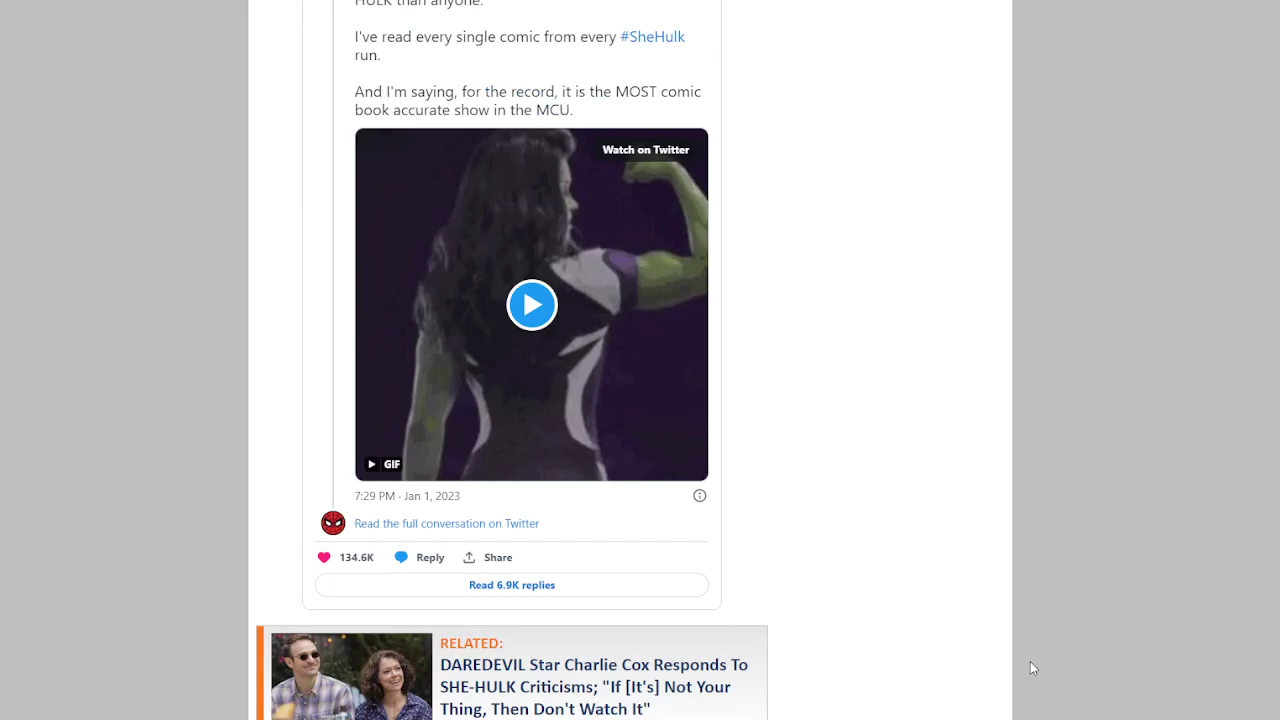 HULK than anyone.
I've read every single comic from every #SheHulk
run.
And I'm saying, for the record, it is the MOST comic
book accurate show in the MCU.
Watch on Twitter
GIF
7:29 PM · Jan 1, 2023
Read the full conversation on Twitter
134.6K Reply Share
Read 6.9K replies
RELATED:
DAREDEVIL Star Charlie Cox Responds To
SHE-HULK Criticisms; "If [It's] Not Your
Thing, Then Don't Watch It"